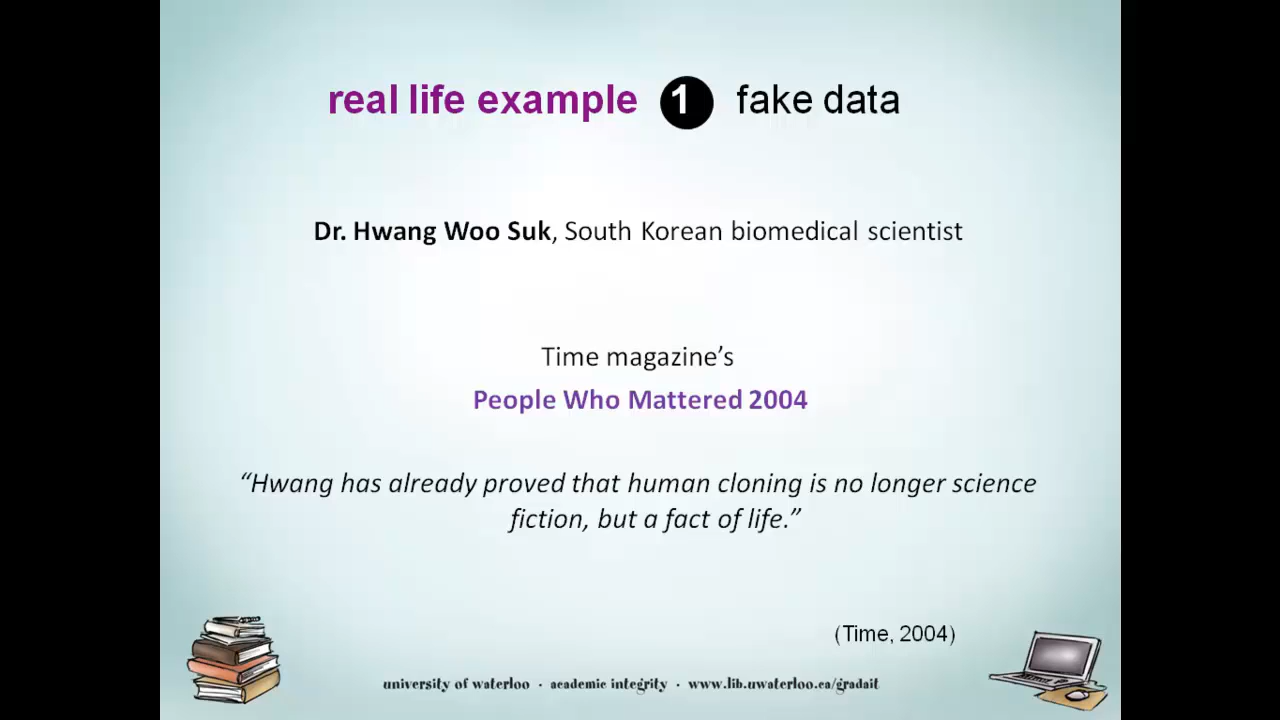 real life example 1 fake data
Dr. Hwang Woo Suk, South Korean biomedical scientist
Time magazine’s
People Who Mattered 2004
“Hwang has already proved that human cloning is no longer science
fiction, but a fact of life.”
(Time, 2004)
university of waterloo · academic integrity · www.lib.uwaterloo.ca/gradait